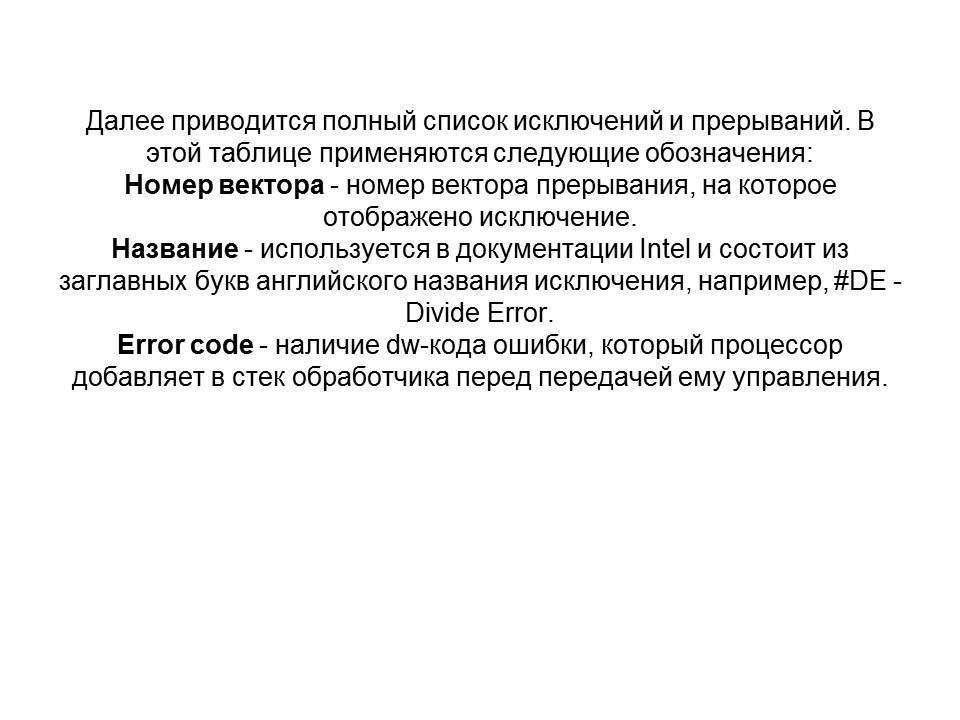 Далее приводится полный список исключений и прерываний. В
этой таблице применяются следующие обозначения:
Номер вектора - номер вектора прерывания, на которое
отображено исключение.
Название - используется в документации Intel и состоит из
заглавных букв английского названия исключения, например, #DE -
Divide Error.
Error code - наличие dw-кода ошибки, который процессор
добавляет в стек обработчика перед передачей ему управления.